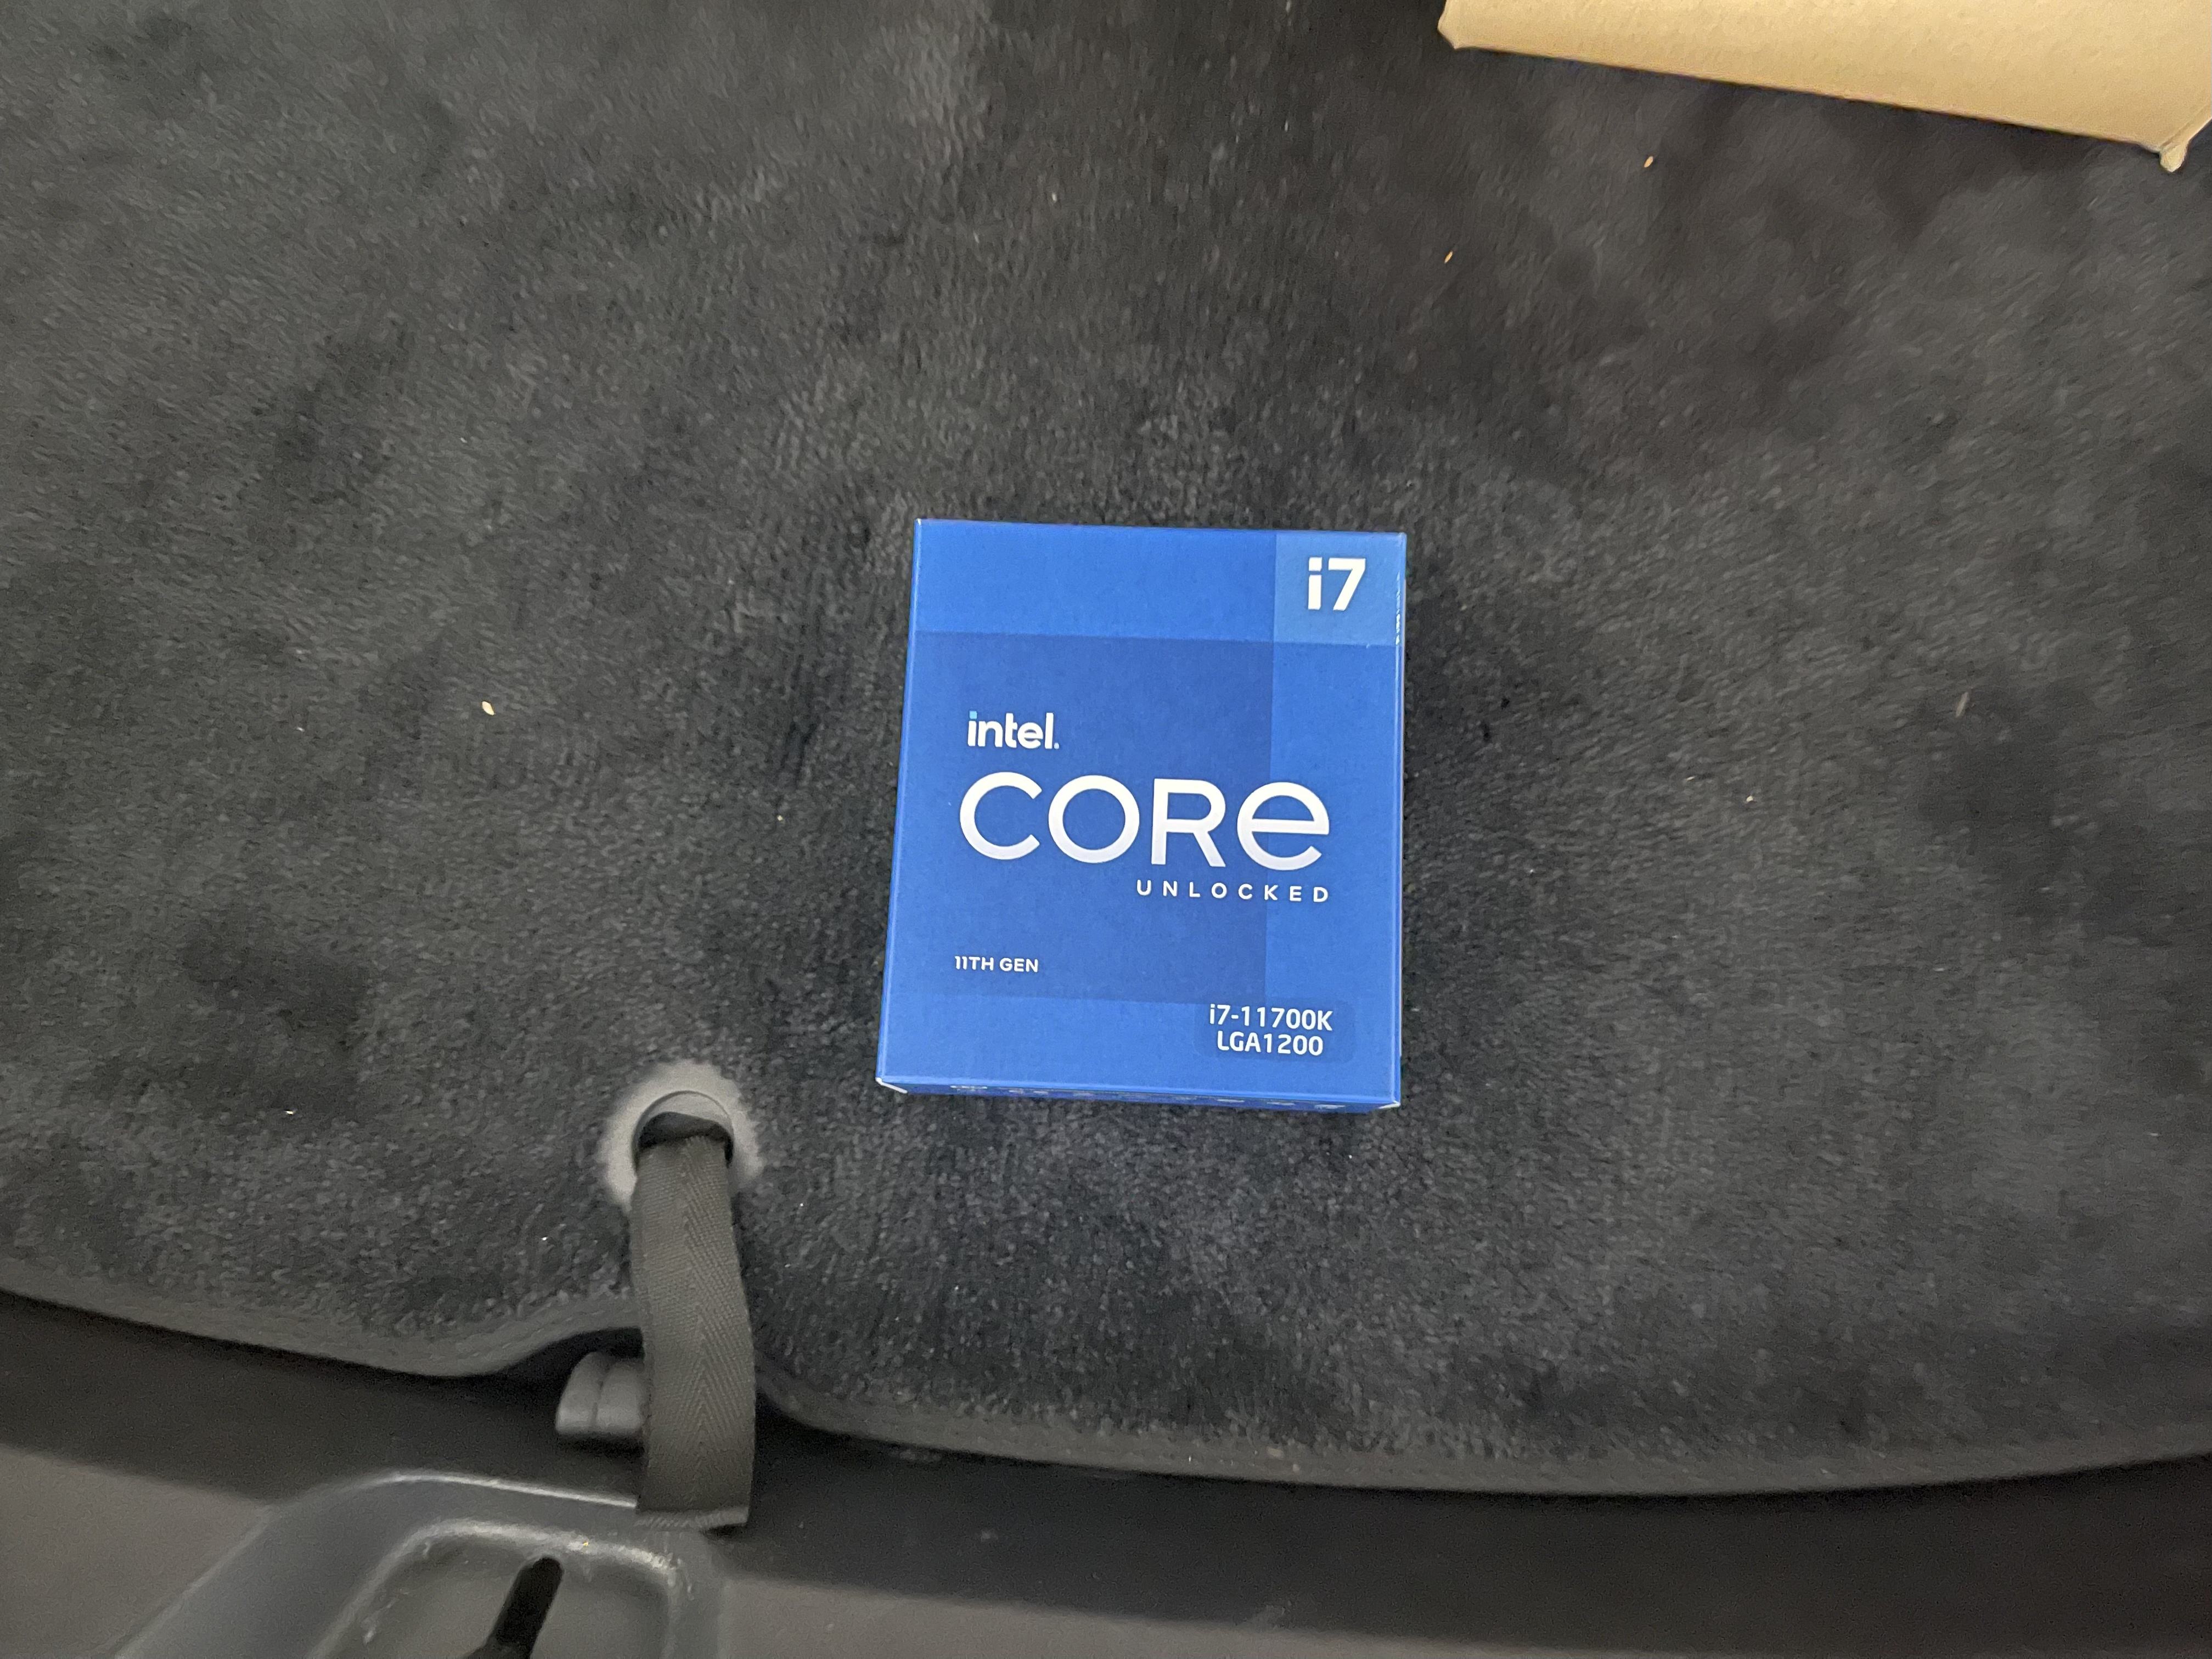 i7
intel.
CORE
UNLOCKED
11TH GEN
i7-11700K
LGA1200